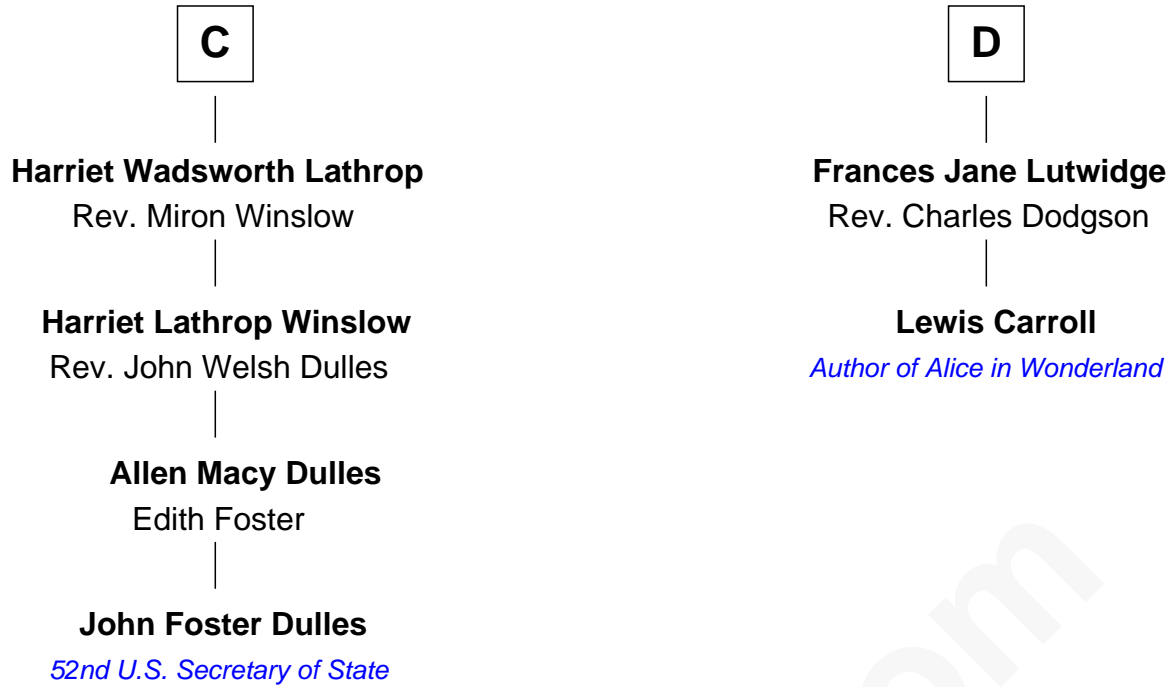 C
Harriet Wadsworth Lathrop
Rev. Miron Winslow
Harriet Lathrop Winslow
Rev. John Welsh Dulles
Allen Macy Dulles
Edith Foster
John Foster Dulles
52nd U.S. Secretary of State
D
Frances Jane Lutwidge
Rev. Charles Dodgson
Lewis Carroll
Author of Alice in Wonderland
om